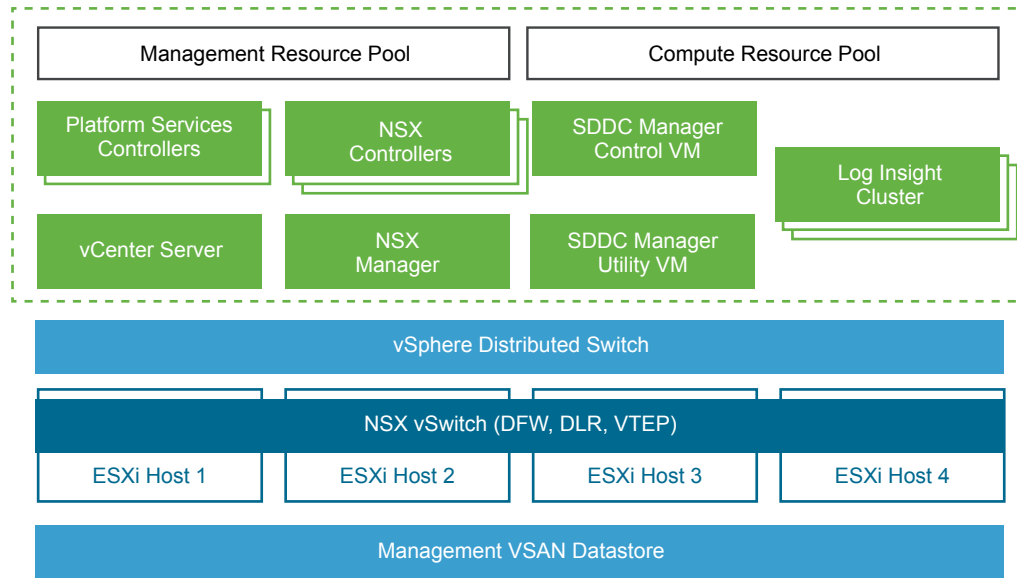 Management Resource Pool
Compute Resource Pool
Platform Services
Controllers
NSX
Controllers
SDDC Manager
Control VM
Log Insight
Cluster
vCenter Server
NSX
Manager
SDDC Manager
Utility VM
vSphere Distributed Switch
NSX vSwitch (DFW, DLR, VTEP)
ESXi Host 1
ESXi Host 2
ESXi Host 3
ESXi Host 4
Management VSAN Datastore